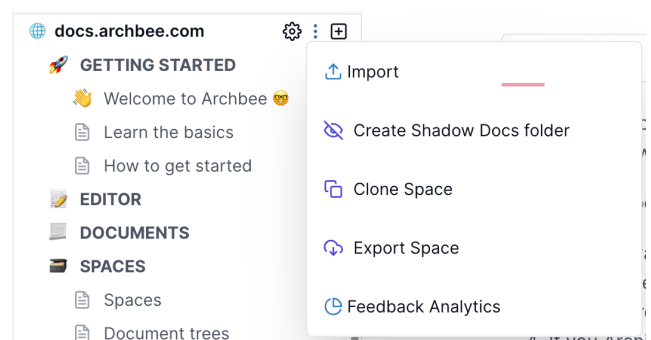 docs.archbee.com
GETTING STARTED
Welcome to Archbee 🤓
Learn the basics
How to get started
EDITOR
DOCUMENTS
SPACES
Spaces
Document trees
Import
Create Shadow Docs folder
Clone Space
Export Space
Feedback Analytics